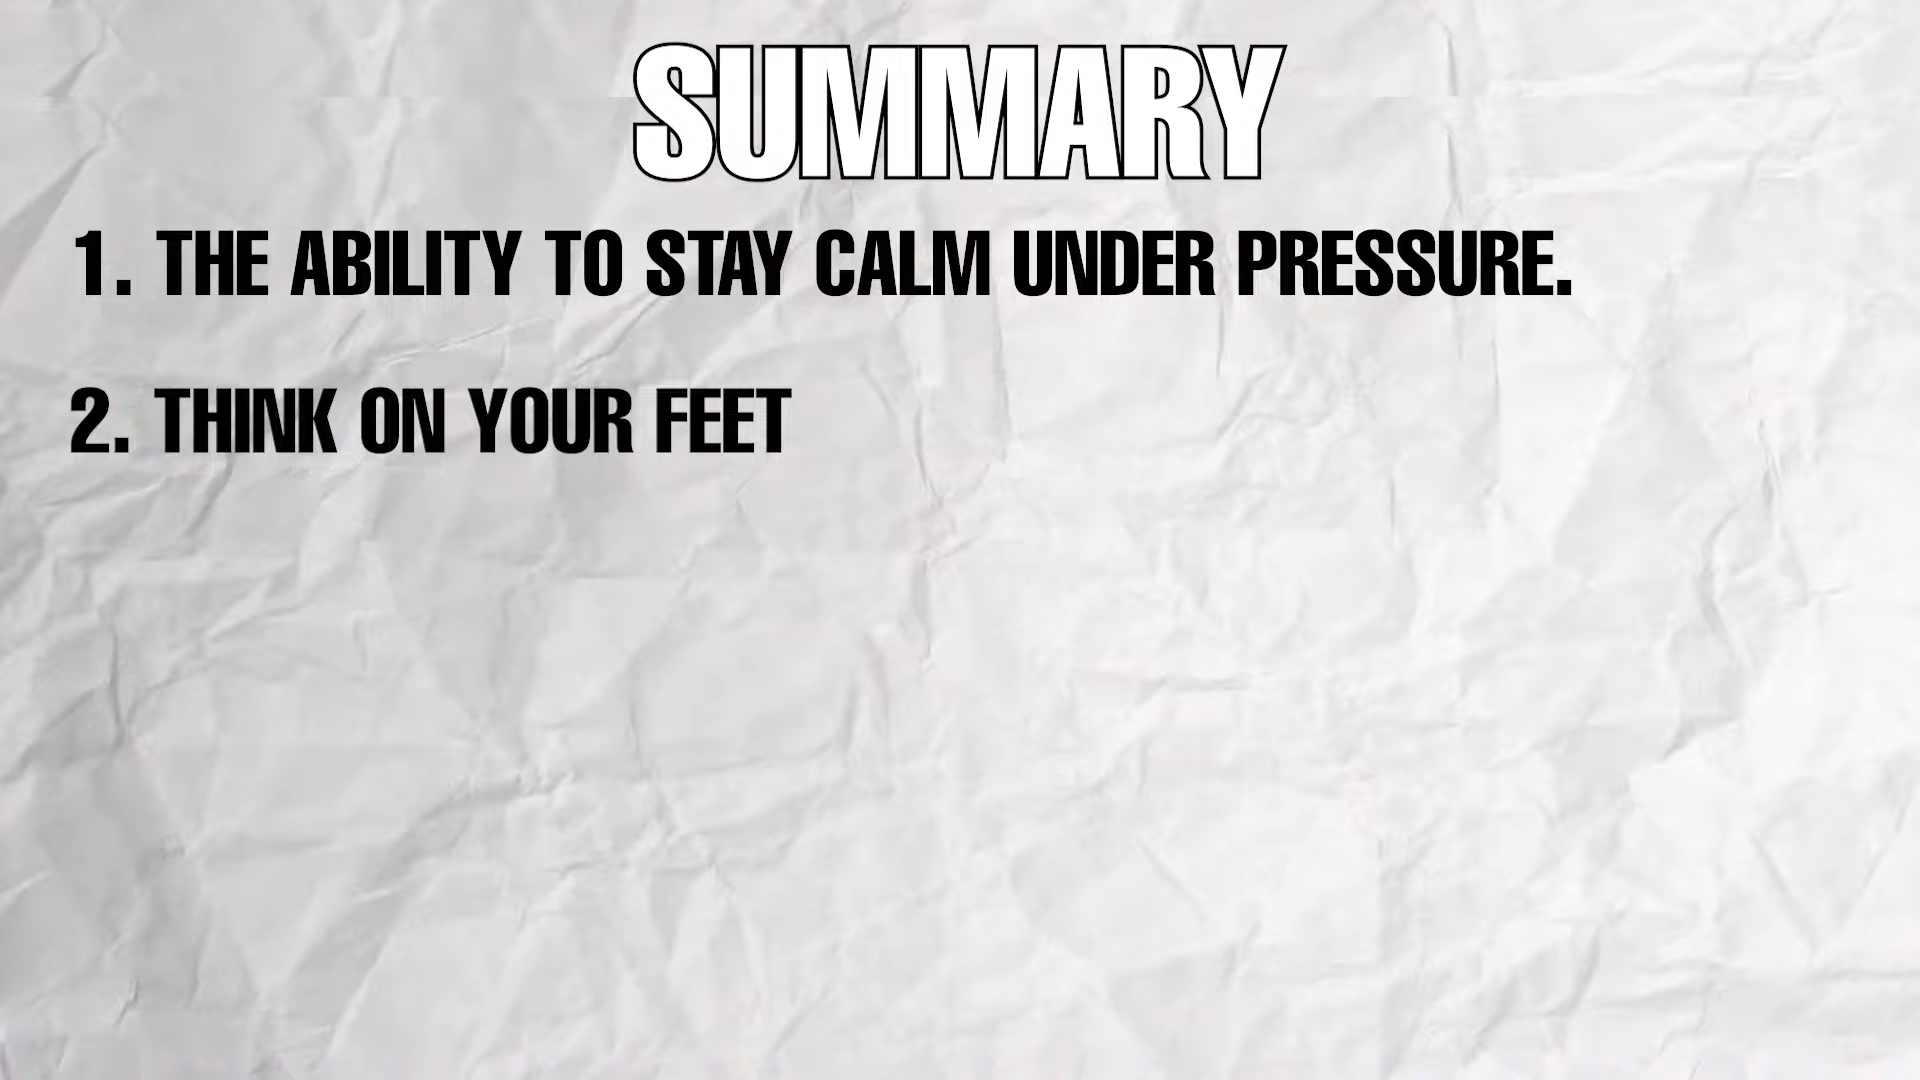 SUMMARY
1. THE ABILITY TO STAY CALM UNDER PRESSURE.
2. THINK ON YOUR FEET